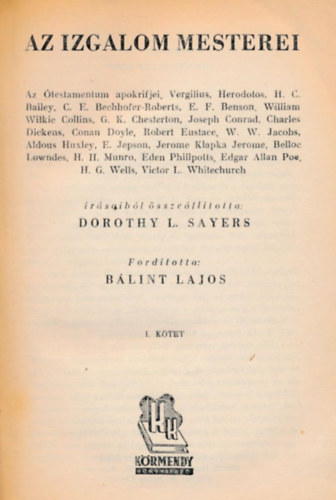 AZ IZGALOM MESTEREI
Az Ótestamentum apokrifjei, Vergilius, Herodotos, H. C.
Bailey, C. E. Bechhofer-Roberts, E. F. Benson, William
Wilkie Collins, G. K. Chesterton, Joseph Conrad, Charles
Dickens, Conan Doyle, Robert Eustace, W. W. Jacobs,
Aldous Huxley, E. Jepson, Jerome Klapka Jerome, Belloc
Lowndes, H. H. Munro, Eden Phillpotts, Edgar Allan Poe,
H. G. Wells, Victor L. Whitechurch
írásaiból összeállította:
DOROTHY L. SAYERS
Fordította:
BÁLINT LAJOS
I. KÖTET
KÖRMENDY
KÖNYVKIADÓ